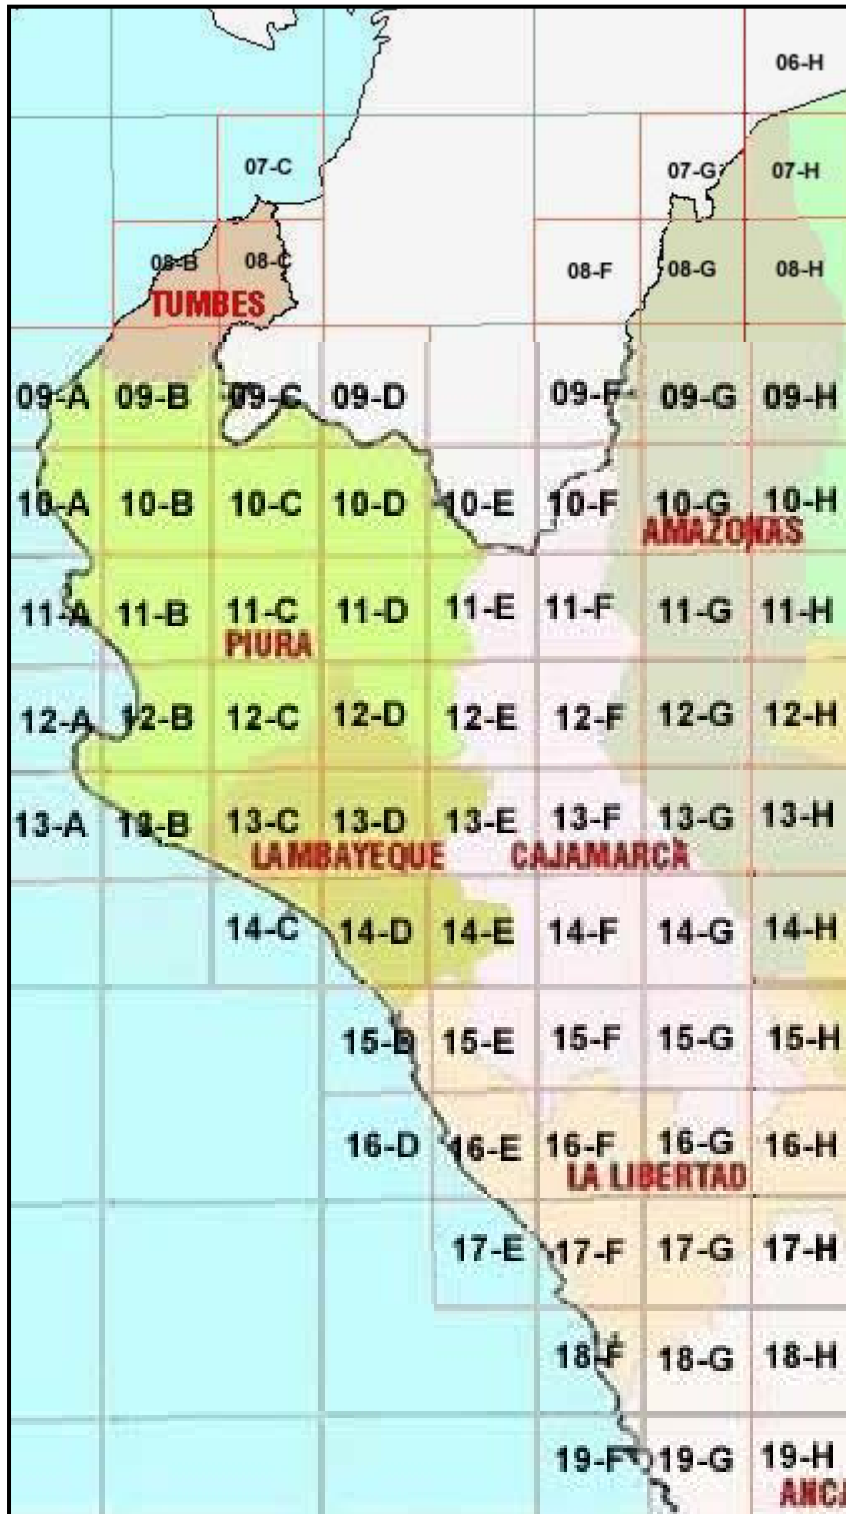 06-H
07-C 07-G 07-H
08-B 08-C 08-F 08-G 08-H
TUMBES
09-A 09-B 09-C 09-D 09-F 09-G 09-H
10-A 10-B 10-C 10-D 10-E 10-F 10-G 10-H
AMAZONAS
11-A 11-B 11-C 11-D 11-E 11-F 11-G 11-H
PIURA
12-A 12-B 12-C 12-D 12-E 12-F 12-G 12-H
13-A 13-B 13-C 13-D 13-E 13-F 13-G 13-H
LAMBAYEQUE CAJAMARCA
14-C 14-D 14-E 14-F 14-G 14-H
15-D 15-E 15-F 15-G 15-H
16-D 16-E 16-F 16-G 16-H
LA LIBERTAD
17-E 17-F 17-G 17-H
18-F 18-G 18-H
19-F 19-G 19-H